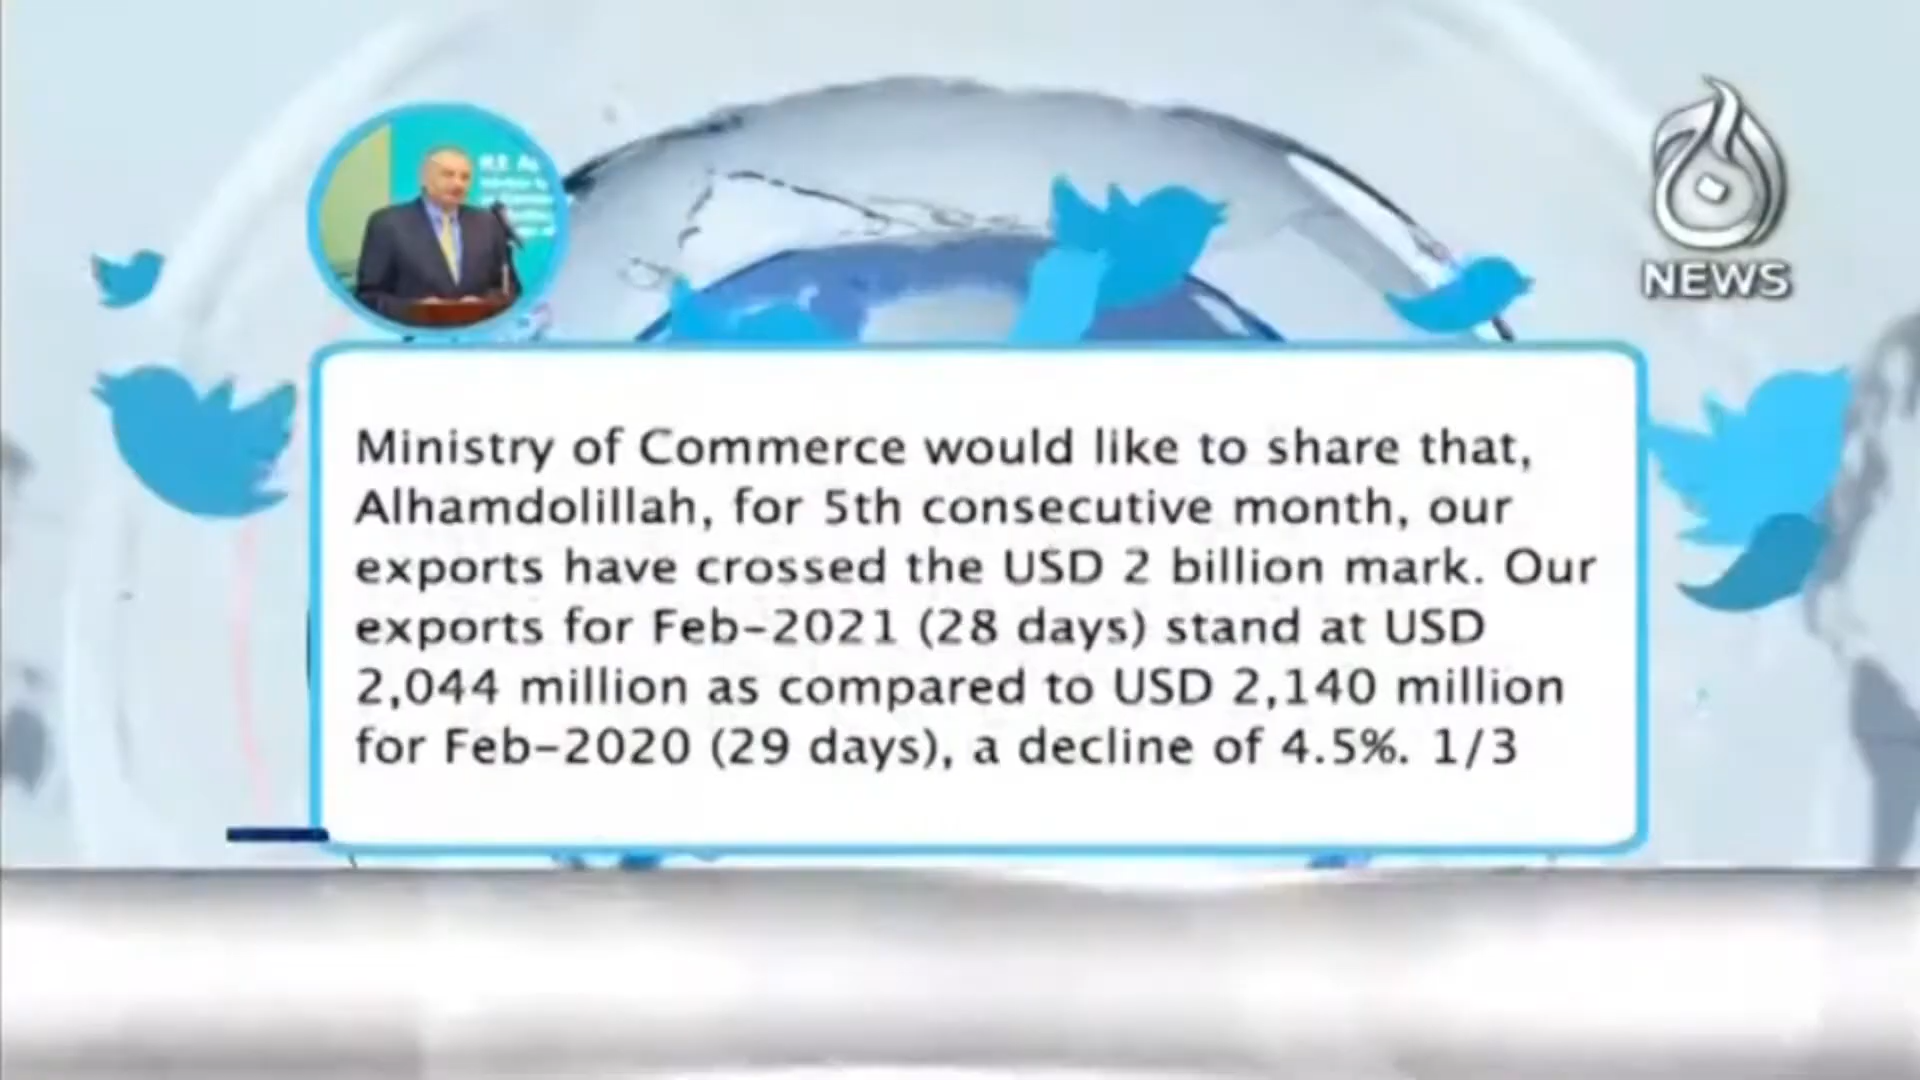 NEWS
Ministry of Commerce would like to share that,
Alhamdolillah, for 5th consecutive month, our
exports have crossed the USD 2 billion mark. Our
exports for Feb-2021 (28 days) stand at USD
2,044 million as compared to USD 2,140 million
for Feb-2020 (29 days), a decline of 4.5%. 1/3